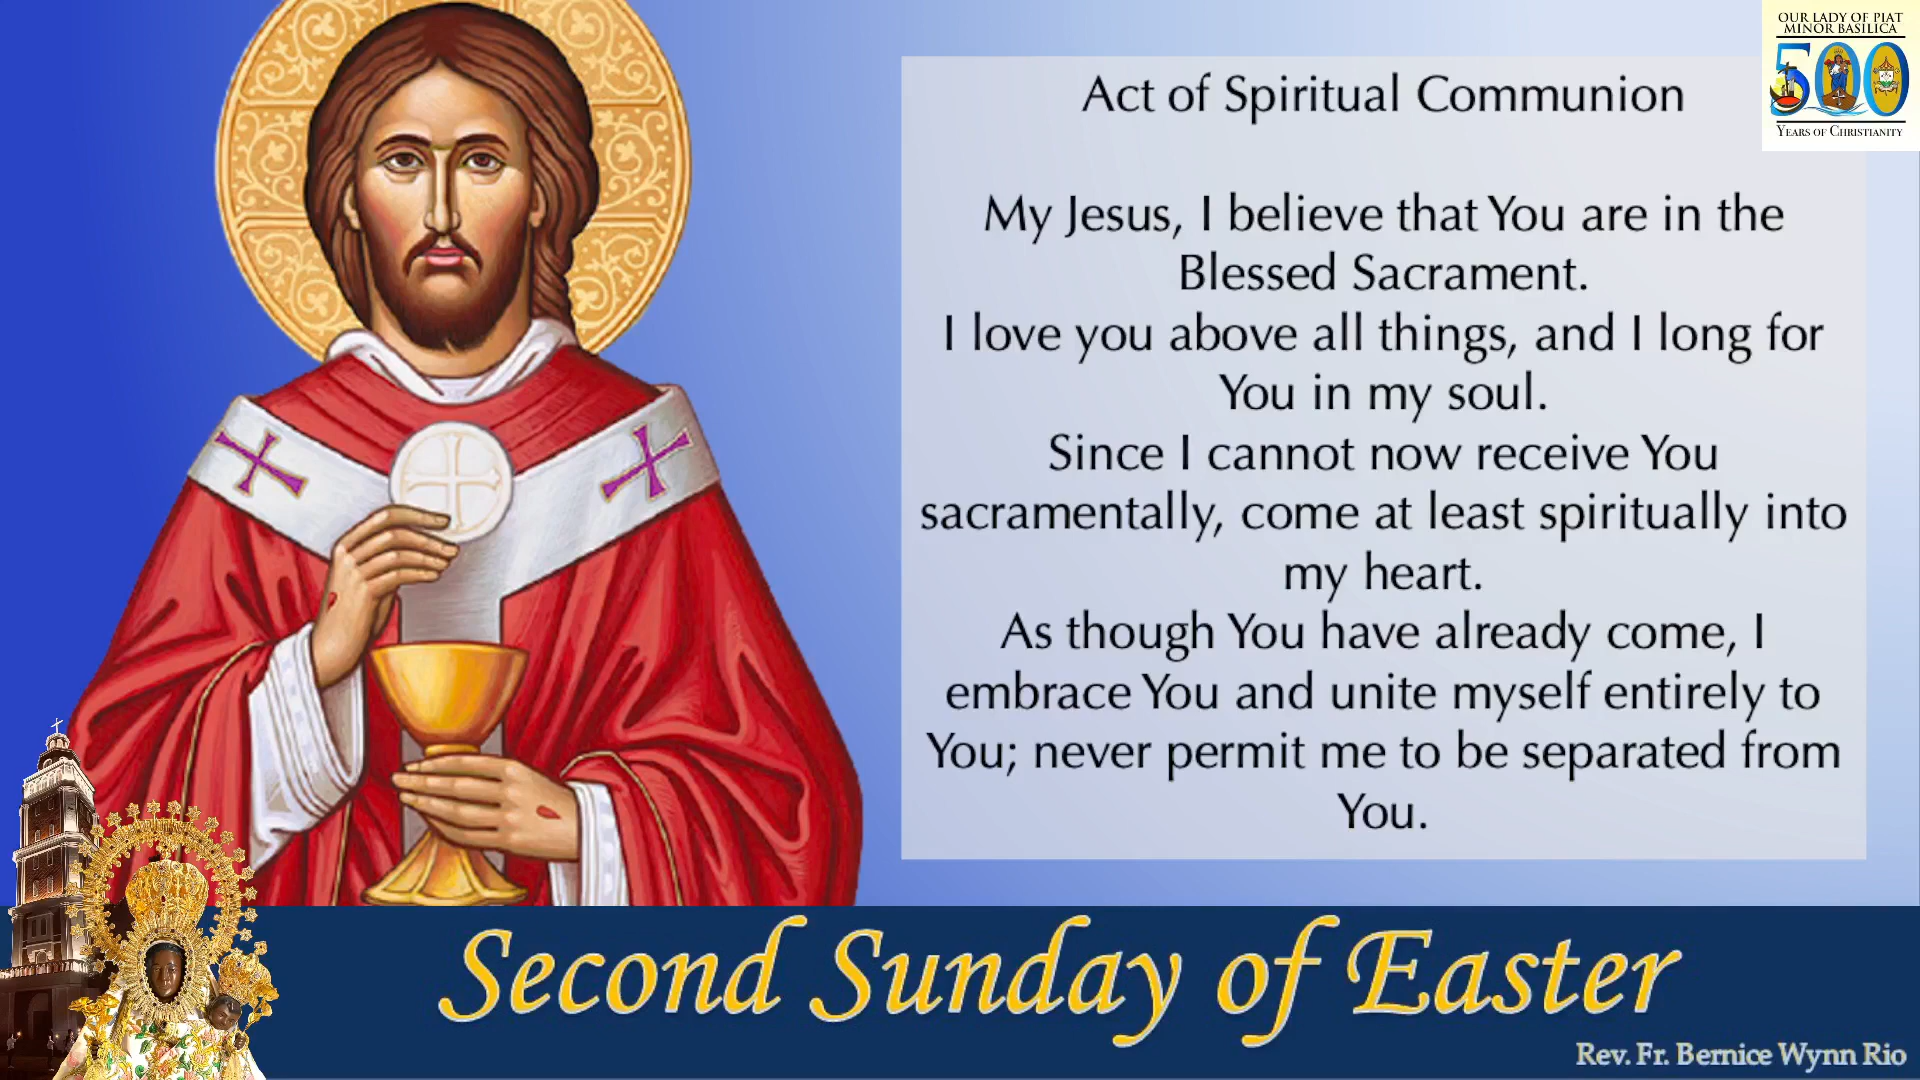 OUR LADY OF PIAT
MINOR BASILICA
500
YEARS OF CHRISTIANITY
Act of Spiritual Communion
My Jesus, I believe that You are in the
Blessed Sacrament.
I love you above all things, and I long for
You in my soul.
Since I cannot now receive You
sacramentally, come at least spiritually into
my heart.
As though You have already come, I
embrace You and unite myself entirely to
You; never permit me to be separated from
You.
Second Sunday of Easter
Rev. Fr. Bernice Wynn Rio